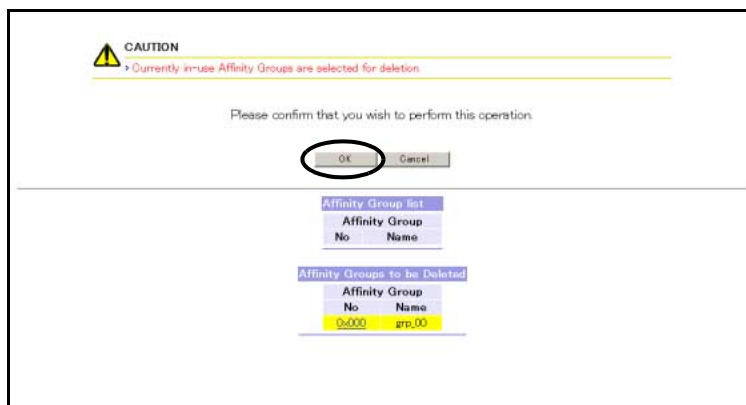 CAUTION
Currently in-use Affinity Groups are selected for deletion.
Please confirm that you wish to perform this operation.
OK Cancel
Affinity Group list
Affinity Group
No Name
Affinity Groups to be Deleted
Affinity Group
No Name
0x000 grp_00